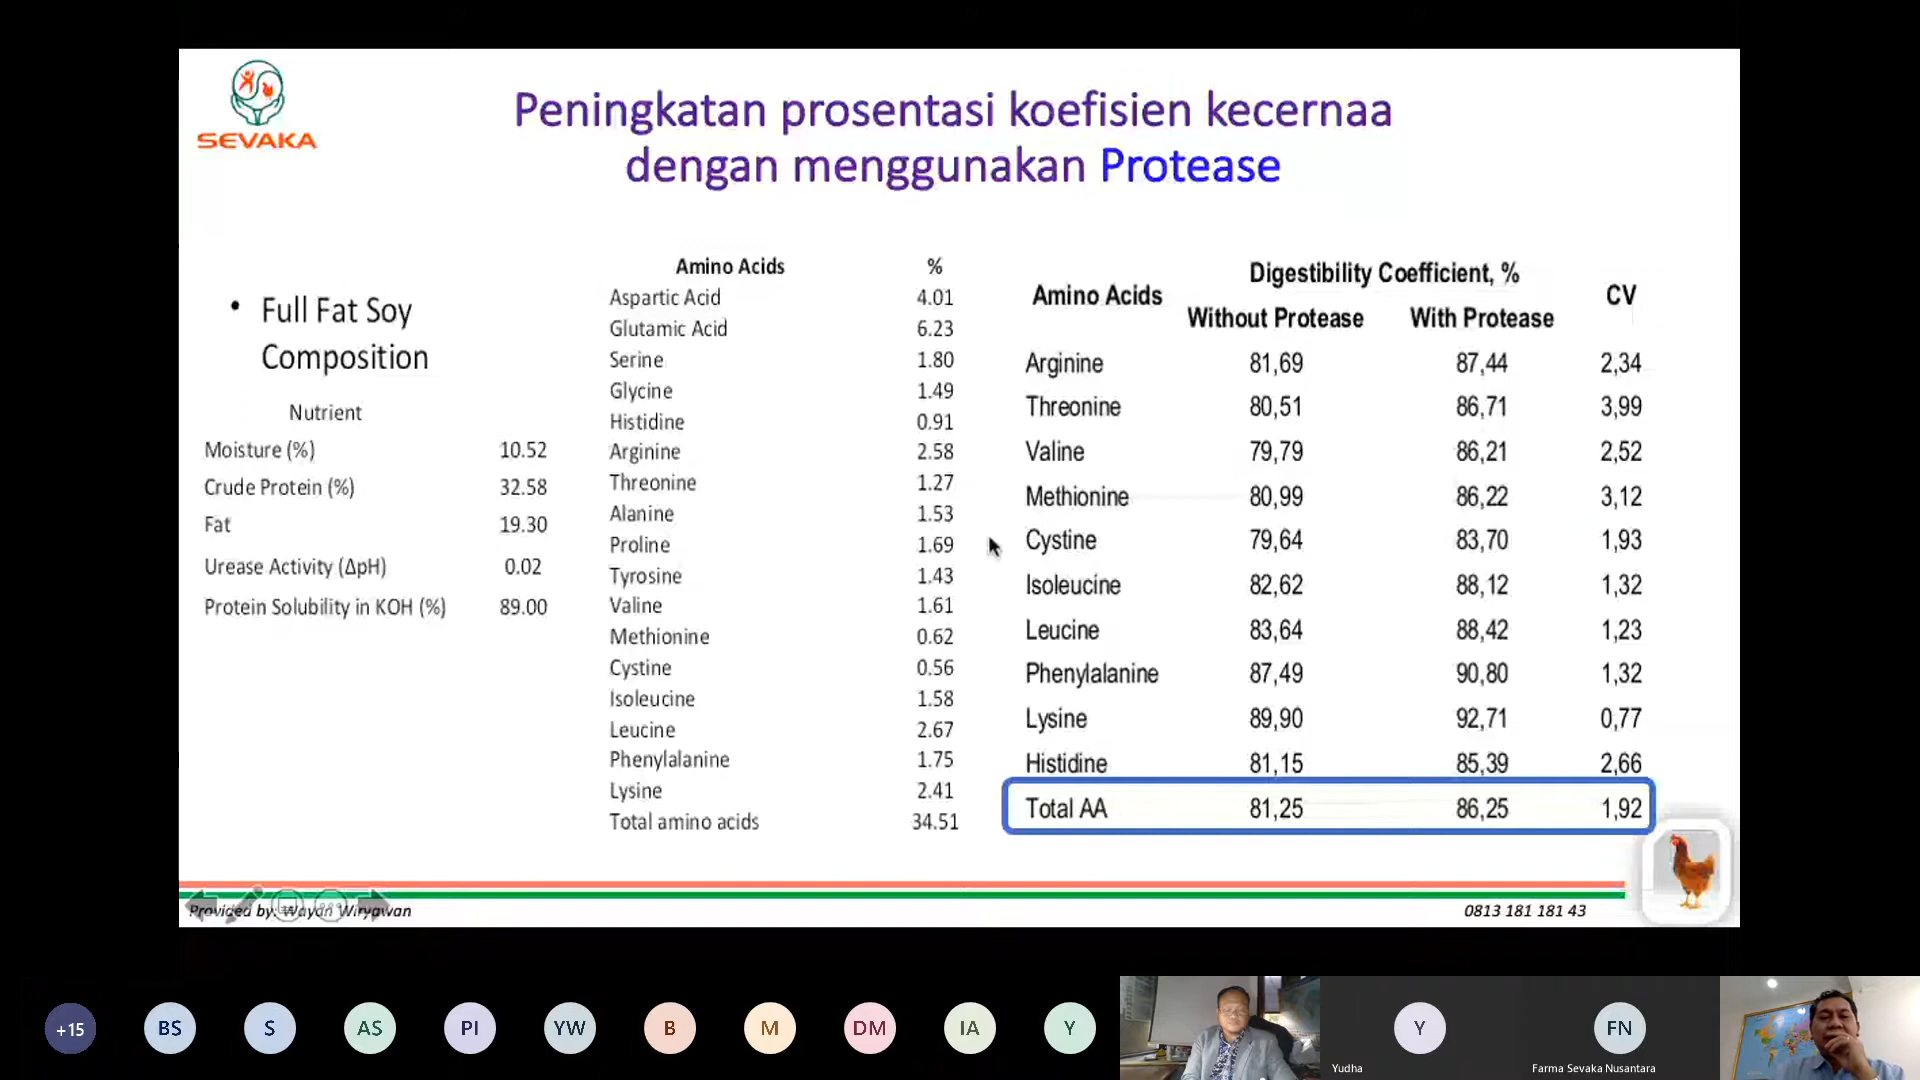 SEVAKA
Peningkatan prosentasi koefisien kecernaa
dengan menggunakan Protease
• Full Fat Soy
Composition
Nutrient
Moisture (%) 10.52
Crude Protein (%) 32.58
Fat 19.30
Urease Activity (ΔpH) 0.02
Protein Solubility in KOH (%) 89.00
Amino Acids %
Aspartic Acid 4.01
Glutamic Acid 6.23
Serine 1.80
Glycine 1.49
Histidine 0.91
Arginine 2.58
Threonine 1.27
Alanine 1.53
Proline 1.69
Tyrosine 1.43
Valine 1.61
Methionine 0.62
Cystine 0.56
Isoleucine 1.58
Leucine 2.67
Phenylalanine 1.75
Lysine 2.41
Total amino acids 34.51
Digestibility Coefficient, %
Amino Acids CV
Without Protease With Protease
Arginine 81,69 87,44 2,34
Threonine 80,51 86,71 3,99
Valine 79,79 86,21 2,52
Methionine 80,99 86,22 3,12
Cystine 79,64 83,70 1,93
Isoleucine 82,62 88,12 1,32
Leucine 83,64 88,42 1,23
Phenylalanine 87,49 90,80 1,32
Lysine 89,90 92,71 0,77
Histidine 81,15 85,39 2,66
Total AA 81,25 86,25 1,92
Provided by: Wayan Wiryawan
0813 181 181 43
+15 BS S AS PI YW B M DM IA Y Y FN
Yudha
Farma Sevaka Nusantara